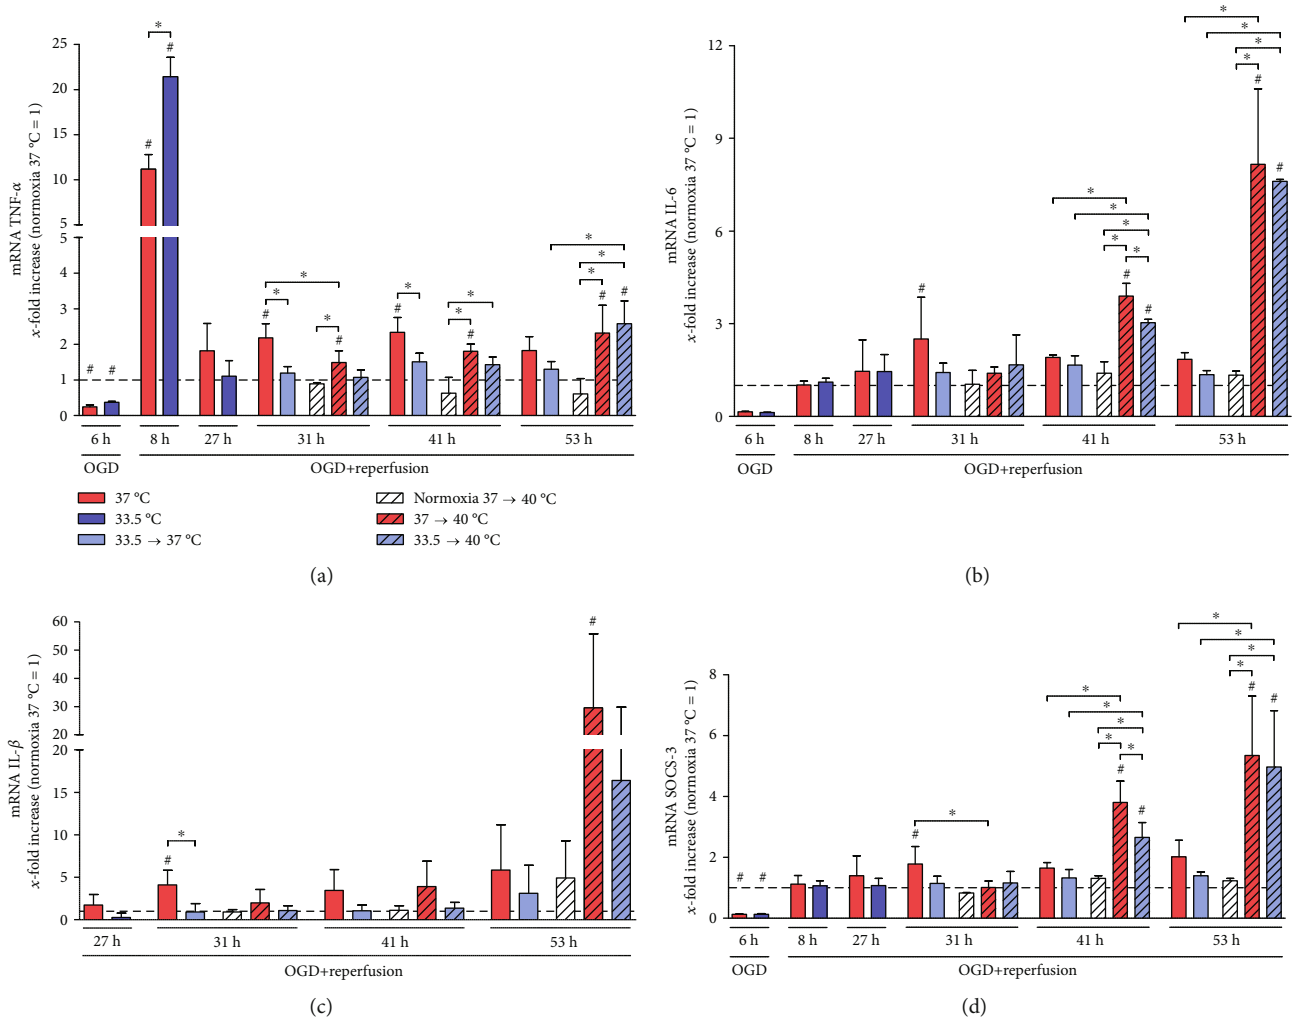 mRNA TNF-α
x-fold increase (normoxia 37 °C = 1)
25
20
15
10
5
5
4
3
2
1
0
* # #
# #
* * * # #
* * * # #
* * * # #
6 h 8 h 27 h 31 h 41 h 53 h
OGD OGD+reperfusion
37 °C
33.5 °C
33.5 → 37 °C
Normoxia 37 → 40 °C
37 → 40 °C
33.5 → 40 °C
(a)
mRNA IL-6
x-fold increase (normoxia 37 °C = 1)
12
9
6
3
0
#
* * * * * # #
* * * * # #
6 h 8 h 27 h 31 h 41 h 53 h
OGD OGD+reperfusion
(b)
mRNA IL-β
x-fold increase (normoxia 37 °C = 1)
60
50
40
30
20
20
15
10
5
0
* #
#
27 h 31 h 41 h 53 h
OGD+reperfusion
(c)
mRNA SOCS-3
x-fold increase (normoxia 37 °C = 1)
8
6
4
2
0
# #
* #
* * * * * # #
* * * * # #
6 h 8 h 27 h 31 h 41 h 53 h
OGD OGD+reperfusion
(d)